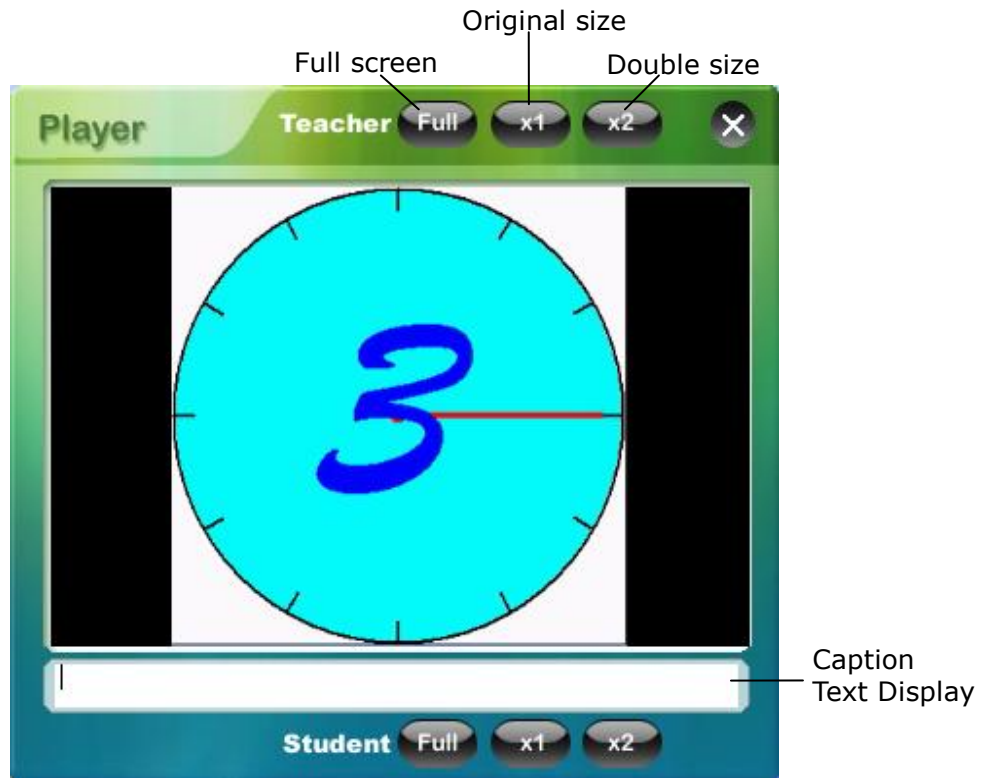 Original size
Full screen
Double size
Player
Teacher Full x1 x2 X
3
Caption
Text Display
Student Full x1 x2